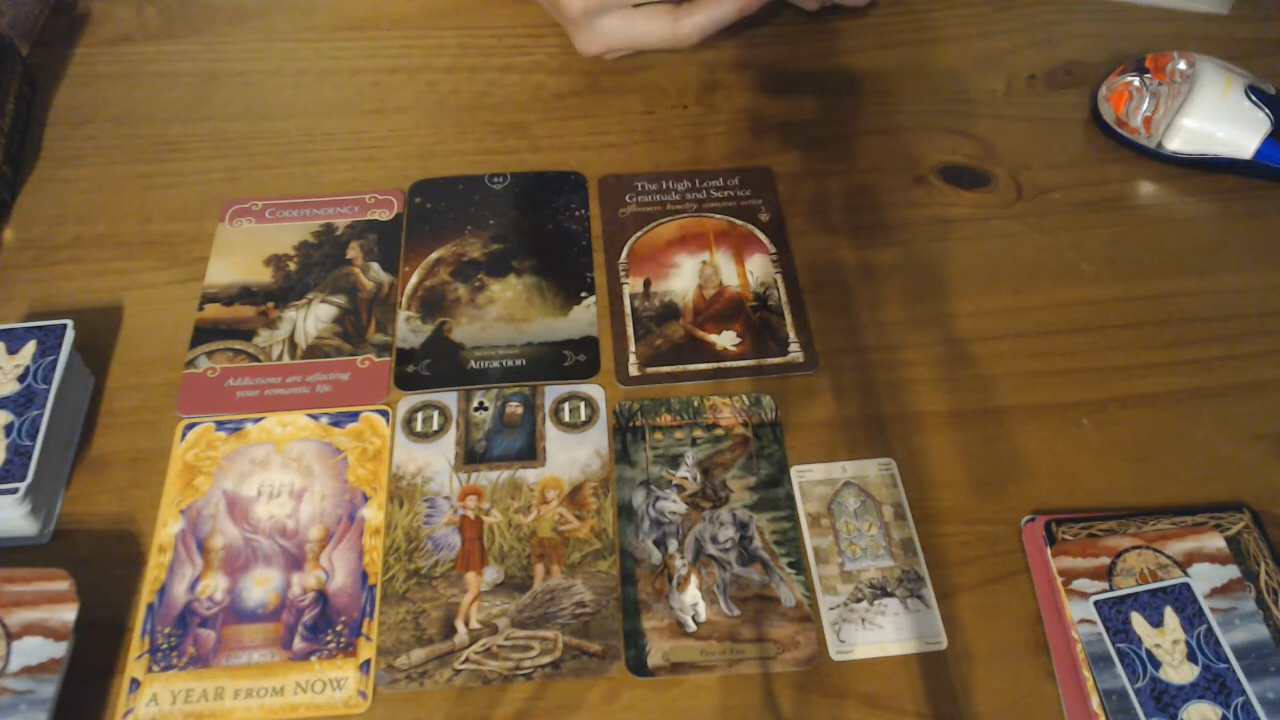 CODEPENDENCY
Addictions are affecting
your romantic life.
44
Attraction
The High Lord of
Gratitude and Service
A YEAR FROM NOW
11
11
Five of Fire
5